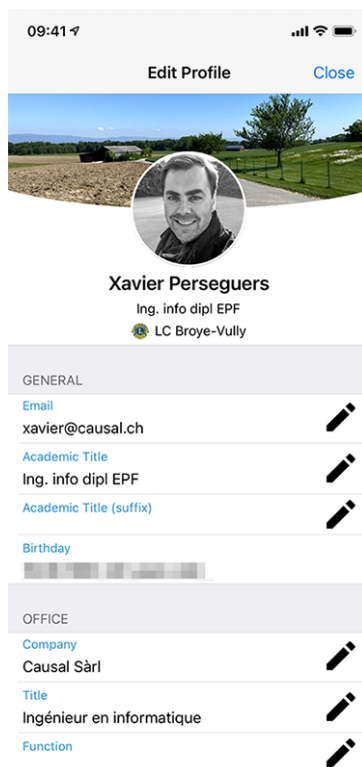 09:41
Edit Profile
Close
Xavier Perseguers
Ing. info dipl EPF
LC Broye-Vully
GENERAL
Email
xavier@causal.ch
Academic Title
Ing. info dipl EPF
Academic Title (suffix)
Birthday
OFFICE
Company
Causal Sàrl
Title
Ingénieur en informatique
Function